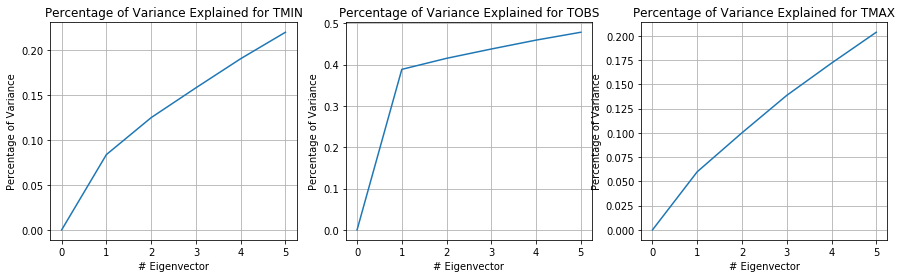 Percentage of Variance Explained for TMIN
Percentage of Variance
0.20
0.15
0.10
0.05
0.00
0 1 2 3 4 5
# Eigenvector
Percentage of Variance Explained for TOBS
Percentage of Variance
0.5
0.4
0.3
0.2
0.1
0.0
0 1 2 3 4 5
# Eigenvector
Percentage of Variance Explained for TMAX
Percentage of Variance
0.200
0.175
0.150
0.125
0.100
0.075
0.050
0.025
0.000
0 1 2 3 4 5
# Eigenvector